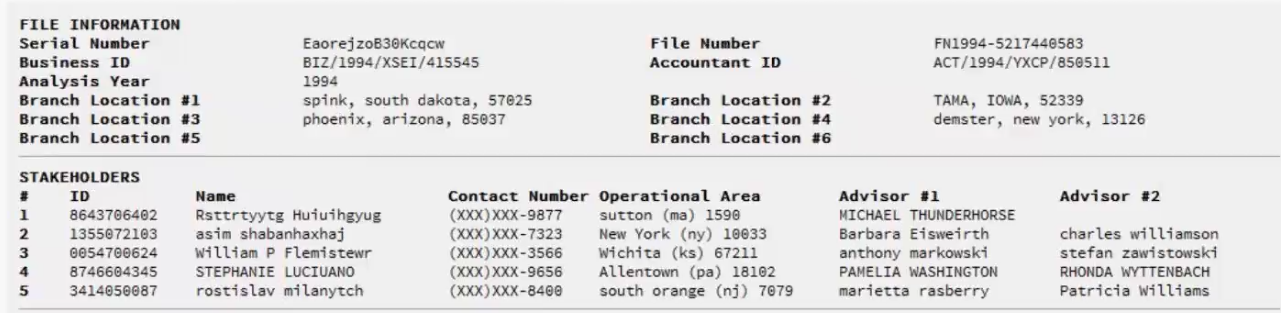 FILE INFORMATION
Serial Number EaorejzoB30Kcqcw File Number FN1994-5217440583
Business ID BIZ/1994/XSEI/415545 Accountant ID ACT/1994/YXCP/850511
Analysis Year 1994
Branch Location #1 spink, south dakota, 57025 Branch Location #2 TAMA, IOWA, 52339
Branch Location #3 phoenix, arizona, 85037 Branch Location #4 demster, new york, 13126
Branch Location #5 Branch Location #6
STAKEHOLDERS
# ID Name Contact Number Operational Area Advisor #1 Advisor #2
1 8643706402 Rsttrtyytg Huiuihgyug (XXX)XXX-9877 sutton (ma) 1590 MICHAEL THUNDERHORSE
2 1355072103 asim shabanhaxhaj (XXX)XXX-7323 New York (ny) 10033 Barbara Eisweirth charles williamson
3 0054700624 William P Flemistewr (XXX)XXX-3566 Wichita (ks) 67211 anthony markowski stefan zawistowski
4 8746604345 STEPHANIE LUCIUANO (XXX)XXX-9656 Allentown (pa) 18102 PAMELIA WASHINGTON RHONDA WYTTENBACH
5 3414050087 rostislav milanytch (XXX)XXX-8400 south orange (nj) 7079 marietta rasberry Patricia Williams